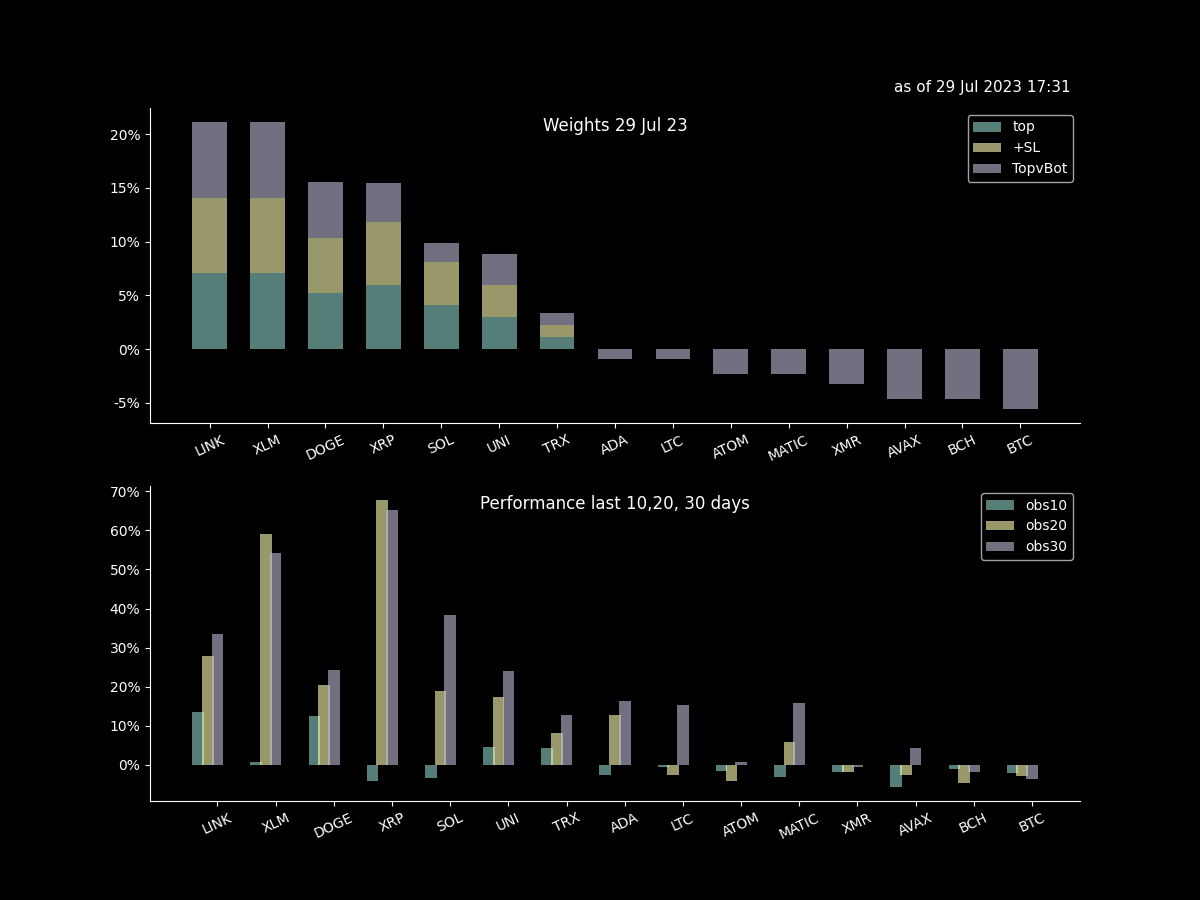 as of 29 Jul 2023 17:31
Weights 29 Jul 23
top
+SL
TopvBot
20%
15%
10%
5%
0%
-5%
LINK XLM DOGE XRP SOL UNI TRX ADA LTC ATOM MATIC XMR AVAX BCH BTC
Performance last 10,20, 30 days
obs10
obs20
obs30
70%
60%
50%
40%
30%
20%
10%
0%
LINK XLM DOGE XRP SOL UNI TRX ADA LTC ATOM MATIC XMR AVAX BCH BTC